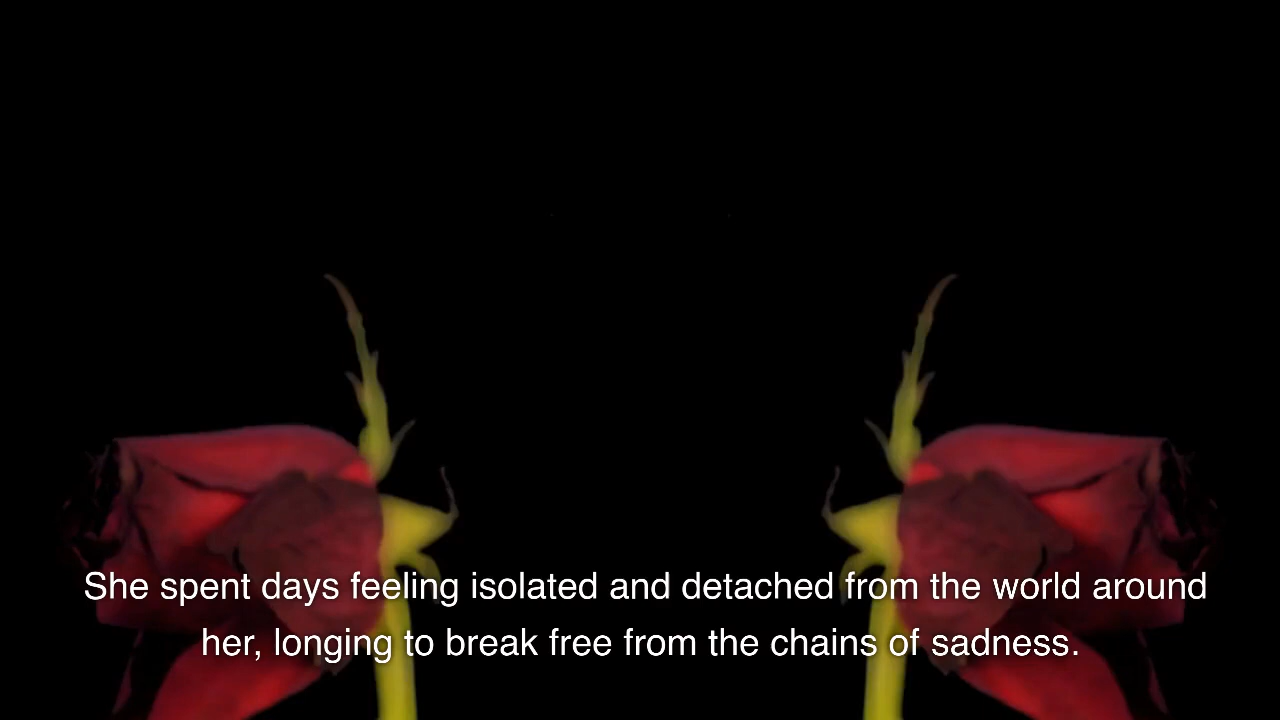 She spent days feeling isolated and detached from the world around
her, longing to break free from the chains of sadness.